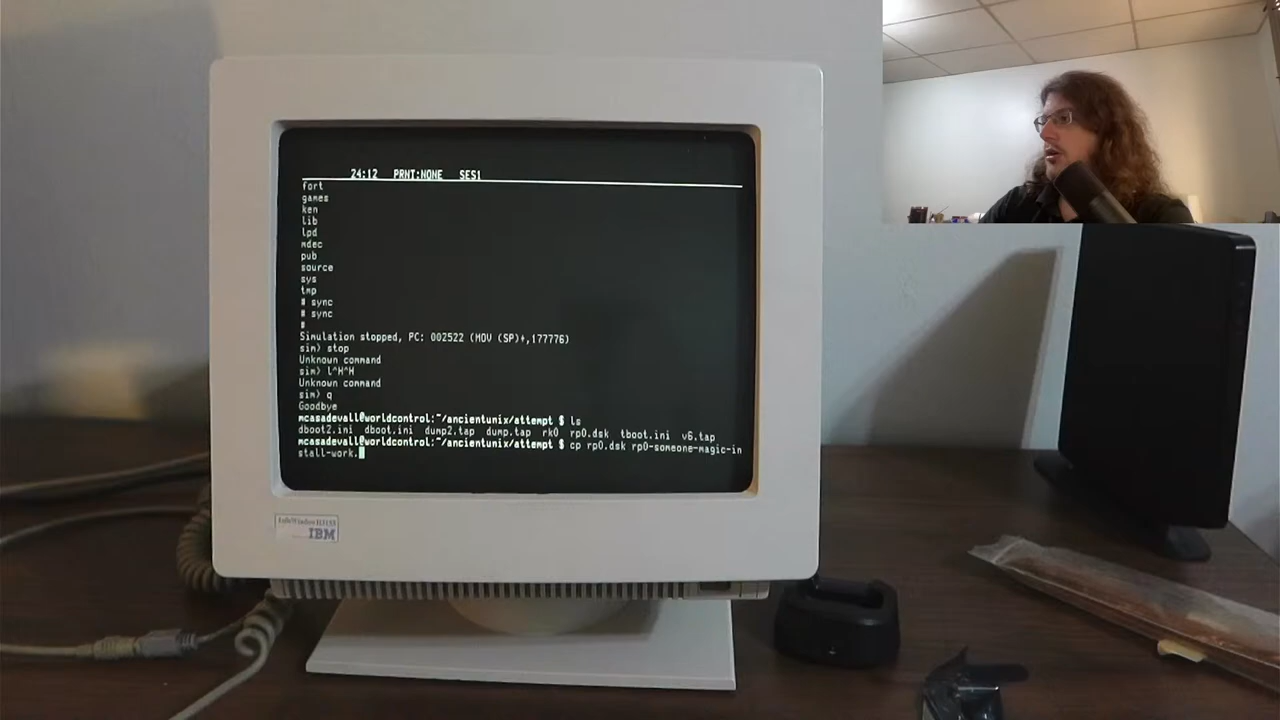 24:12 PRNT:NONE SES1
fort
games
ken
lib
lpd
mdec
pub
source
sys
tmp
# sync
# sync
#
Simulation stopped, PC: 002522 (MOV (SP)+,177776)
sim> stop
Unknown command
sim> l^H^H
Unknown command
sim> q
Goodbye
mcasadevall@worldcontrol:~/ancientunix/attempt $ ls
dboot2.ini dboot.ini dump2.tap dump.tap rk0 rp0.dsk tboot.ini v6.tap
mcasadevall@worldcontrol:~/ancientunix/attempt $ cp rp0.dsk rp0-someone-magic-in
stall-work.
IBM